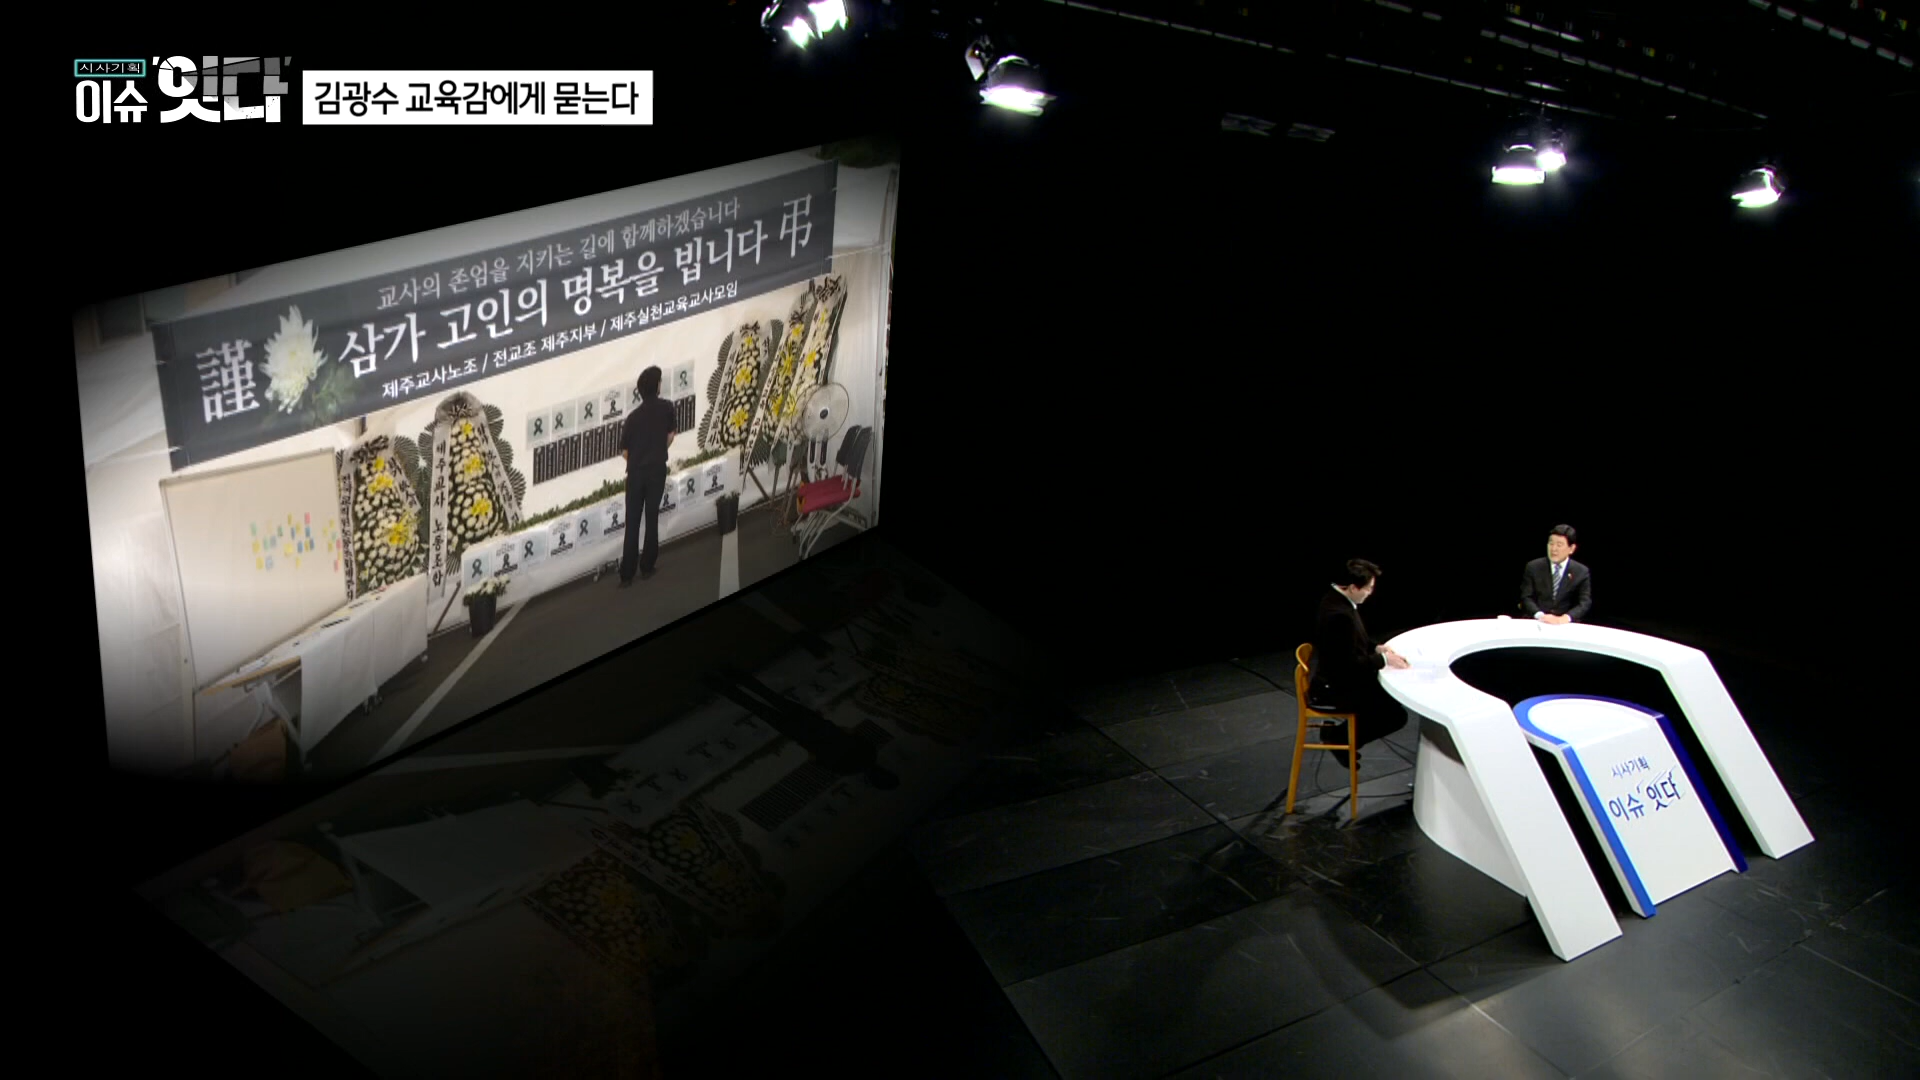 시사기획
이슈 '잇다'
김광수 교육감에게 묻는다
교사의 존엄을 지키는 길에 함께하겠습니다
謹 삼가 고인의 명복을 빕니다 弔
제주교사노조 / 전교조 제주지부 / 제주실천교육교사모임
제주교사 노동조합
시사기획
이슈 '잇다'